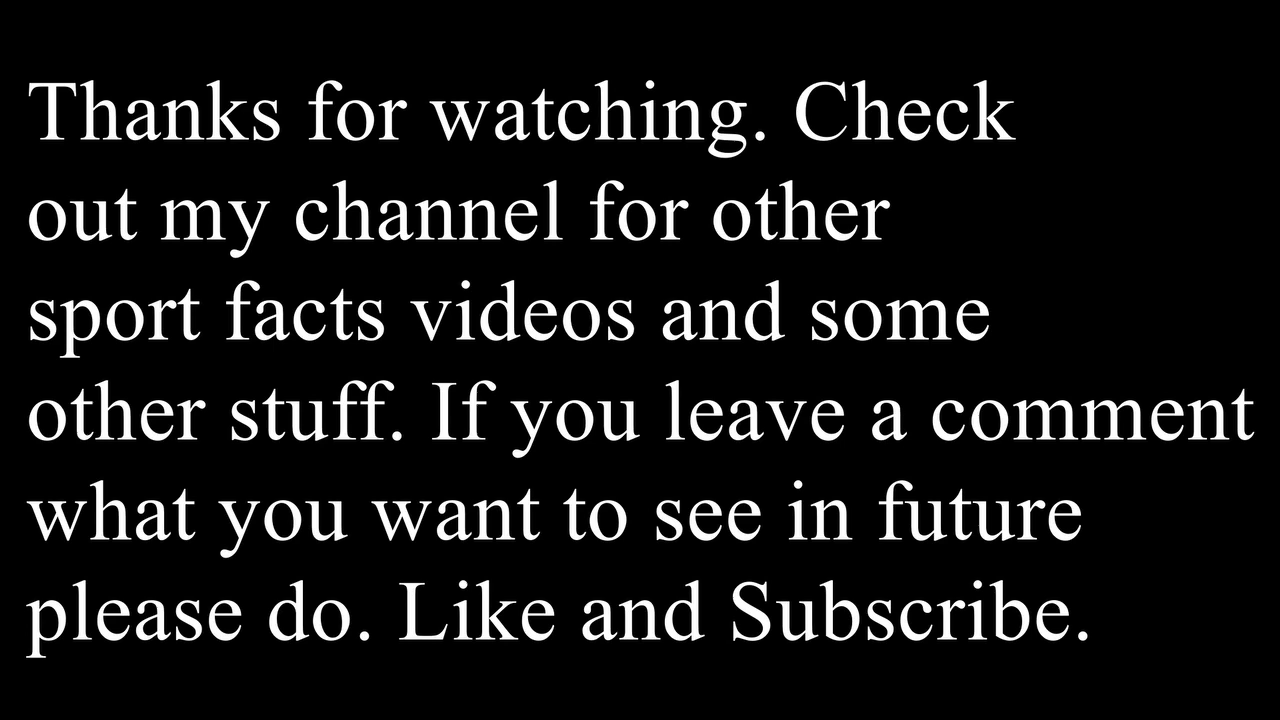 Thanks for watching. Check
out my channel for other
sport facts videos and some
other stuff. If you leave a comment
what you want to see in future
please do. Like and Subscribe.